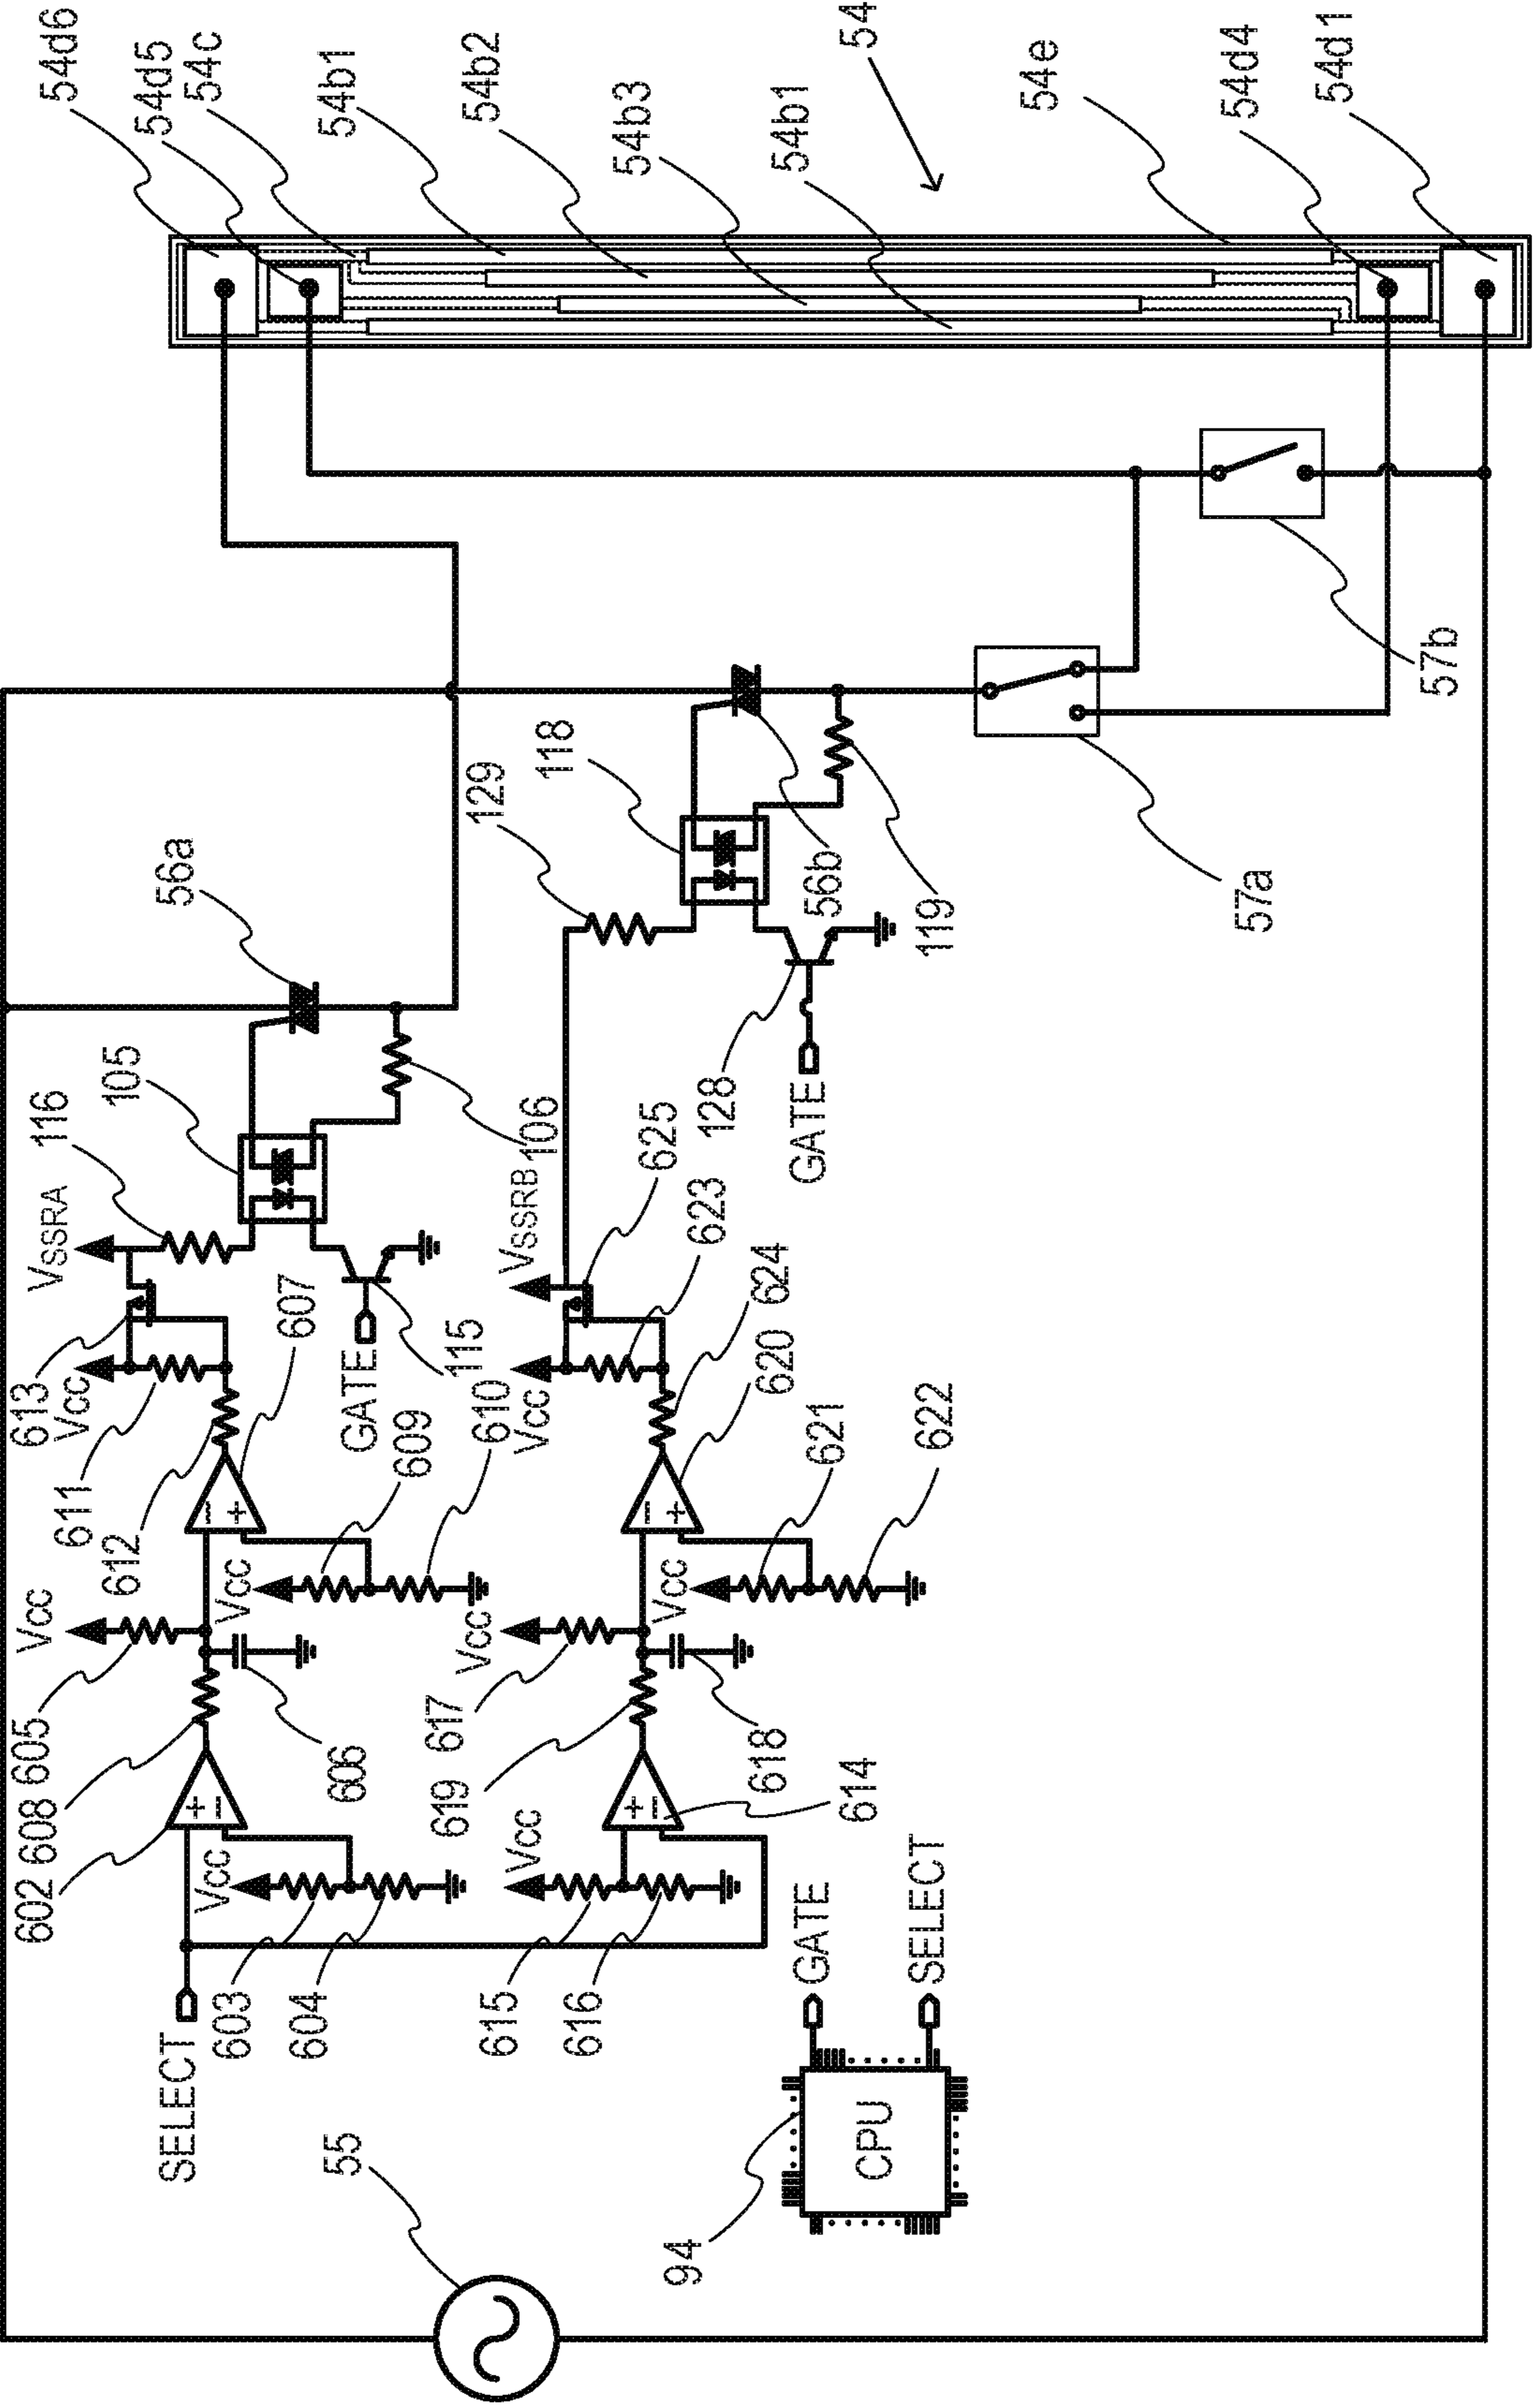 54d6
54d5
54c
54b1
54b2
54b3
54b1
54
54e
54d4
54d1
57b
57a
118
129
56b
119
56a
128
GATE
105
116
106
625
VSSRA
VSSRB
623
624
607
613
Vcc
115
GATE
610
609
Vcc
620
621
622
611
612
Vcc
Vcc
Vcc
Vcc
605
608
602
606
617
619
618
614
Vcc
Vcc
603
604
615
616
SELECT
GATE
SELECT
CPU
94
55
+
−
−
+
+
−
−
+